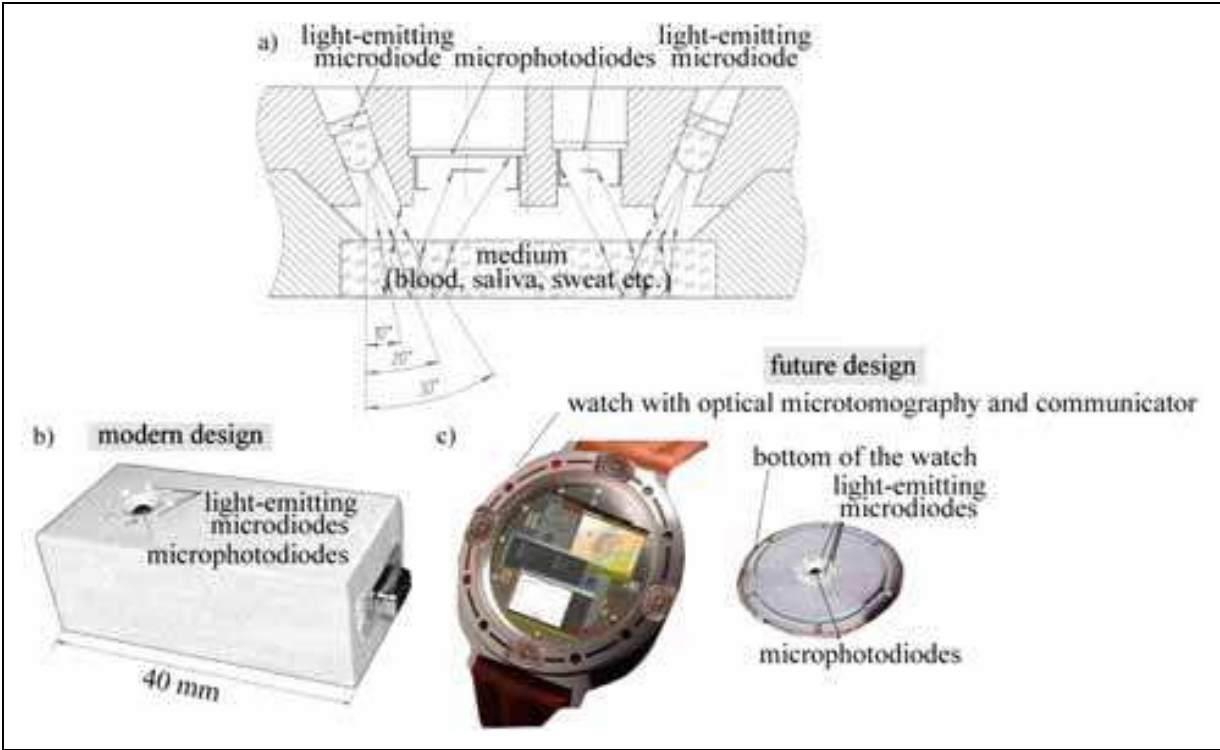 a)
light-emitting
microdiode
microphotodiodes
light-emitting
microdiode
medium
(blood, saliva, sweat etc.)
10°
20°
30°
future design
watch with optical microtomography and communicator
b)
modern design
c)
light-emitting
microdiodes
microphotodiodes
40 mm
bottom of the watch
light-emitting
microdiodes
microphotodiodes